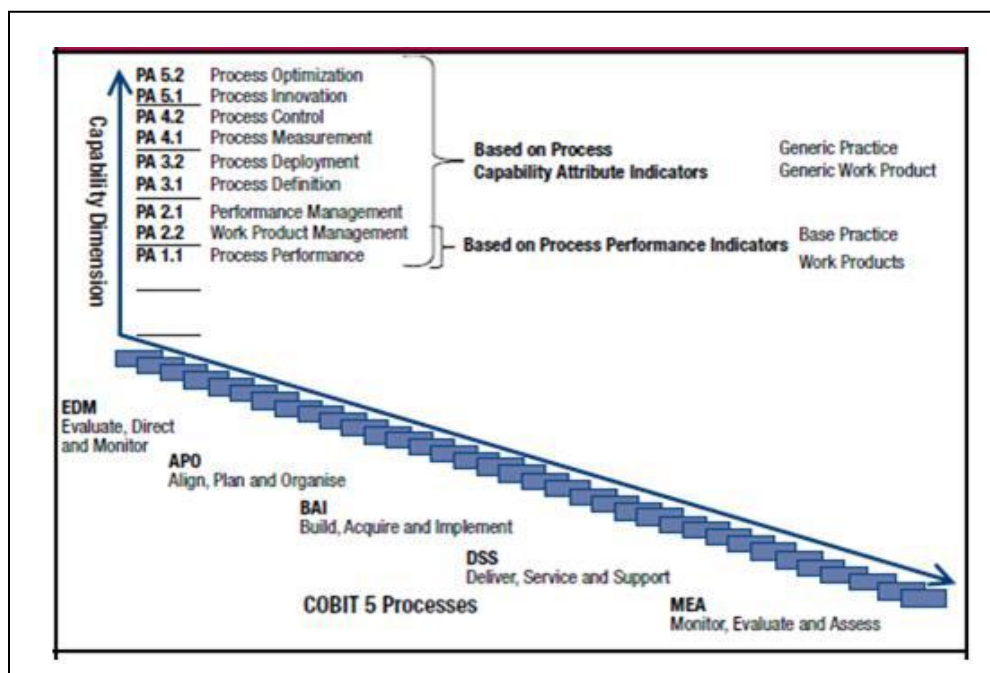 Capability Dimension
PA 5.2 Process Optimization
PA 5.1 Process Innovation
PA 4.2 Process Control
PA 4.1 Process Measurement
PA 3.2 Process Deployment
PA 3.1 Process Definition
PA 2.1 Performance Management
PA 2.2 Work Product Management
PA 1.1 Process Performance
Based on Process
Capability Attribute Indicators
Generic Practice
Generic Work Product
Based on Process Performance Indicators
Base Practice
Work Products
EDM
Evaluate, Direct
and Monitor
APO
Align, Plan and Organise
BAI
Build, Acquire and Implement
DSS
Deliver, Service and Support
MEA
Monitor, Evaluate and Assess
COBIT 5 Processes